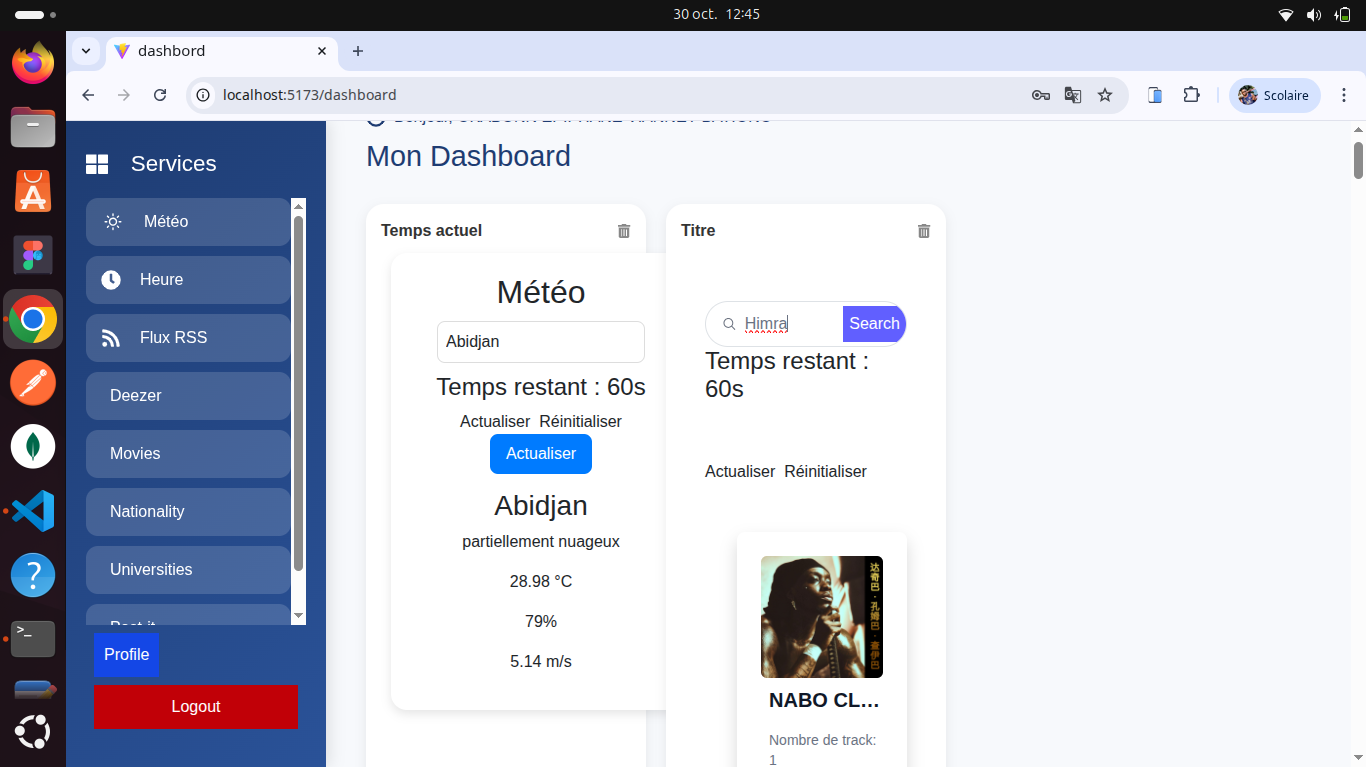 30 oct. 12:45
dashbord
localhost:5173/dashboard
Scolaire
Services
Météo
Heure
Flux RSS
Deezer
Movies
Nationality
Universities
Profile
Logout
Mon Dashboard
Temps actuel
Météo
Abidjan
Temps restant : 60s
Actualiser Réinitialiser
Actualiser
Abidjan
partiellement nuageux
28.98 °C
79%
5.14 m/s
Titre
Himra
Search
Temps restant :
60s
Actualiser Réinitialiser
达奇巴·孔姆巴·查伊巴
NABO CL...
Nombre de track:
1